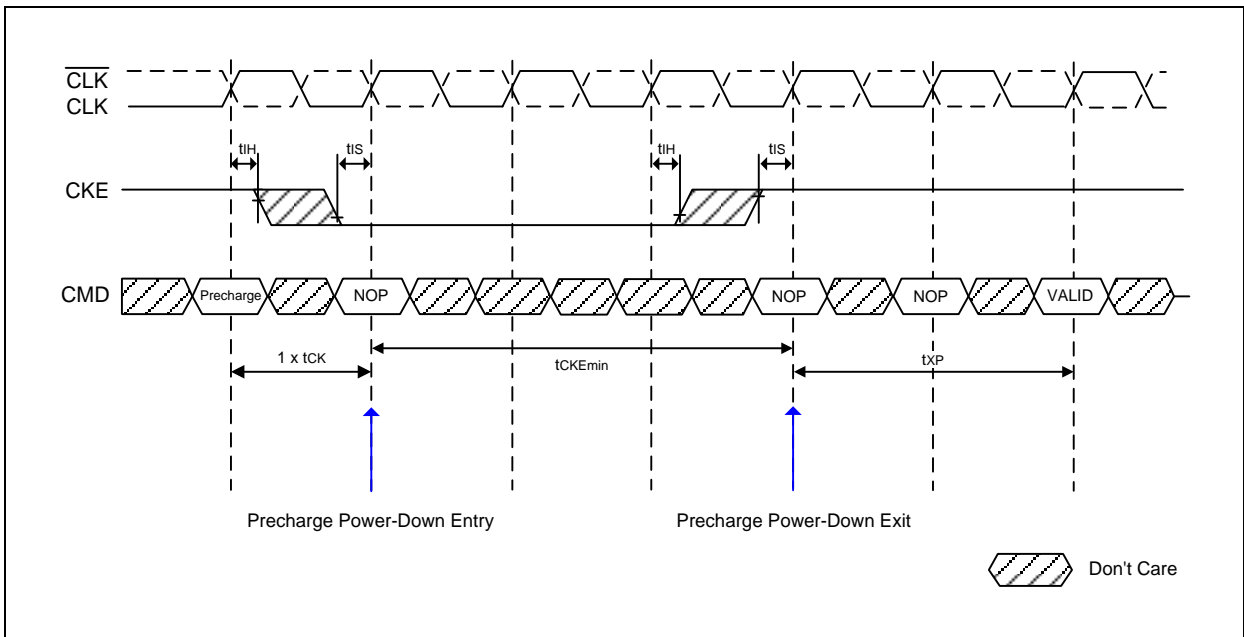 CLK
CLK
tIH
tIS
tIH
tIS
CKE
CMD
Precharge
NOP
NOP
NOP
VALID
1 x tCK
tCKEmin
tXP
Precharge Power-Down Entry
Precharge Power-Down Exit
Don't Care